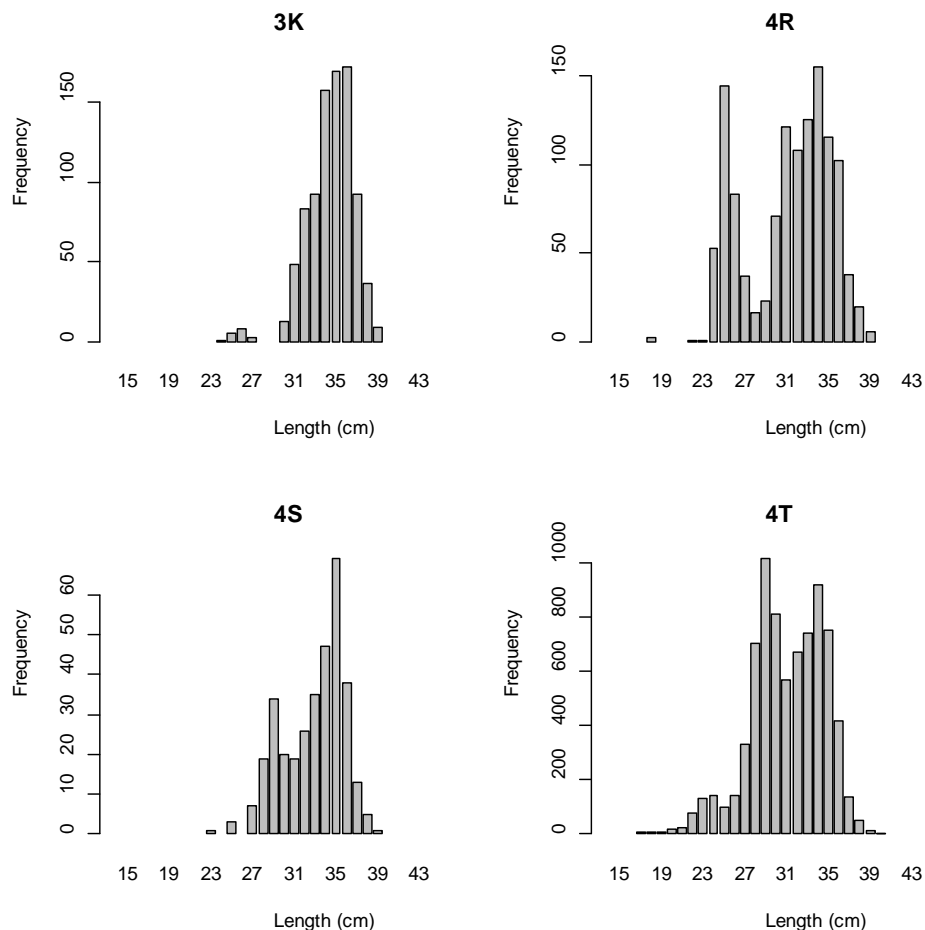 3K
Frequency
0 50 100 150
15 19 23 27 31 35 39 43
Length (cm)
4R
Frequency
0 50 100 150
15 19 23 27 31 35 39 43
Length (cm)
4S
Frequency
0 10 20 30 40 50 60
15 19 23 27 31 35 39 43
Length (cm)
4T
Frequency
0 200 400 600 800 1000
15 19 23 27 31 35 39 43
Length (cm)